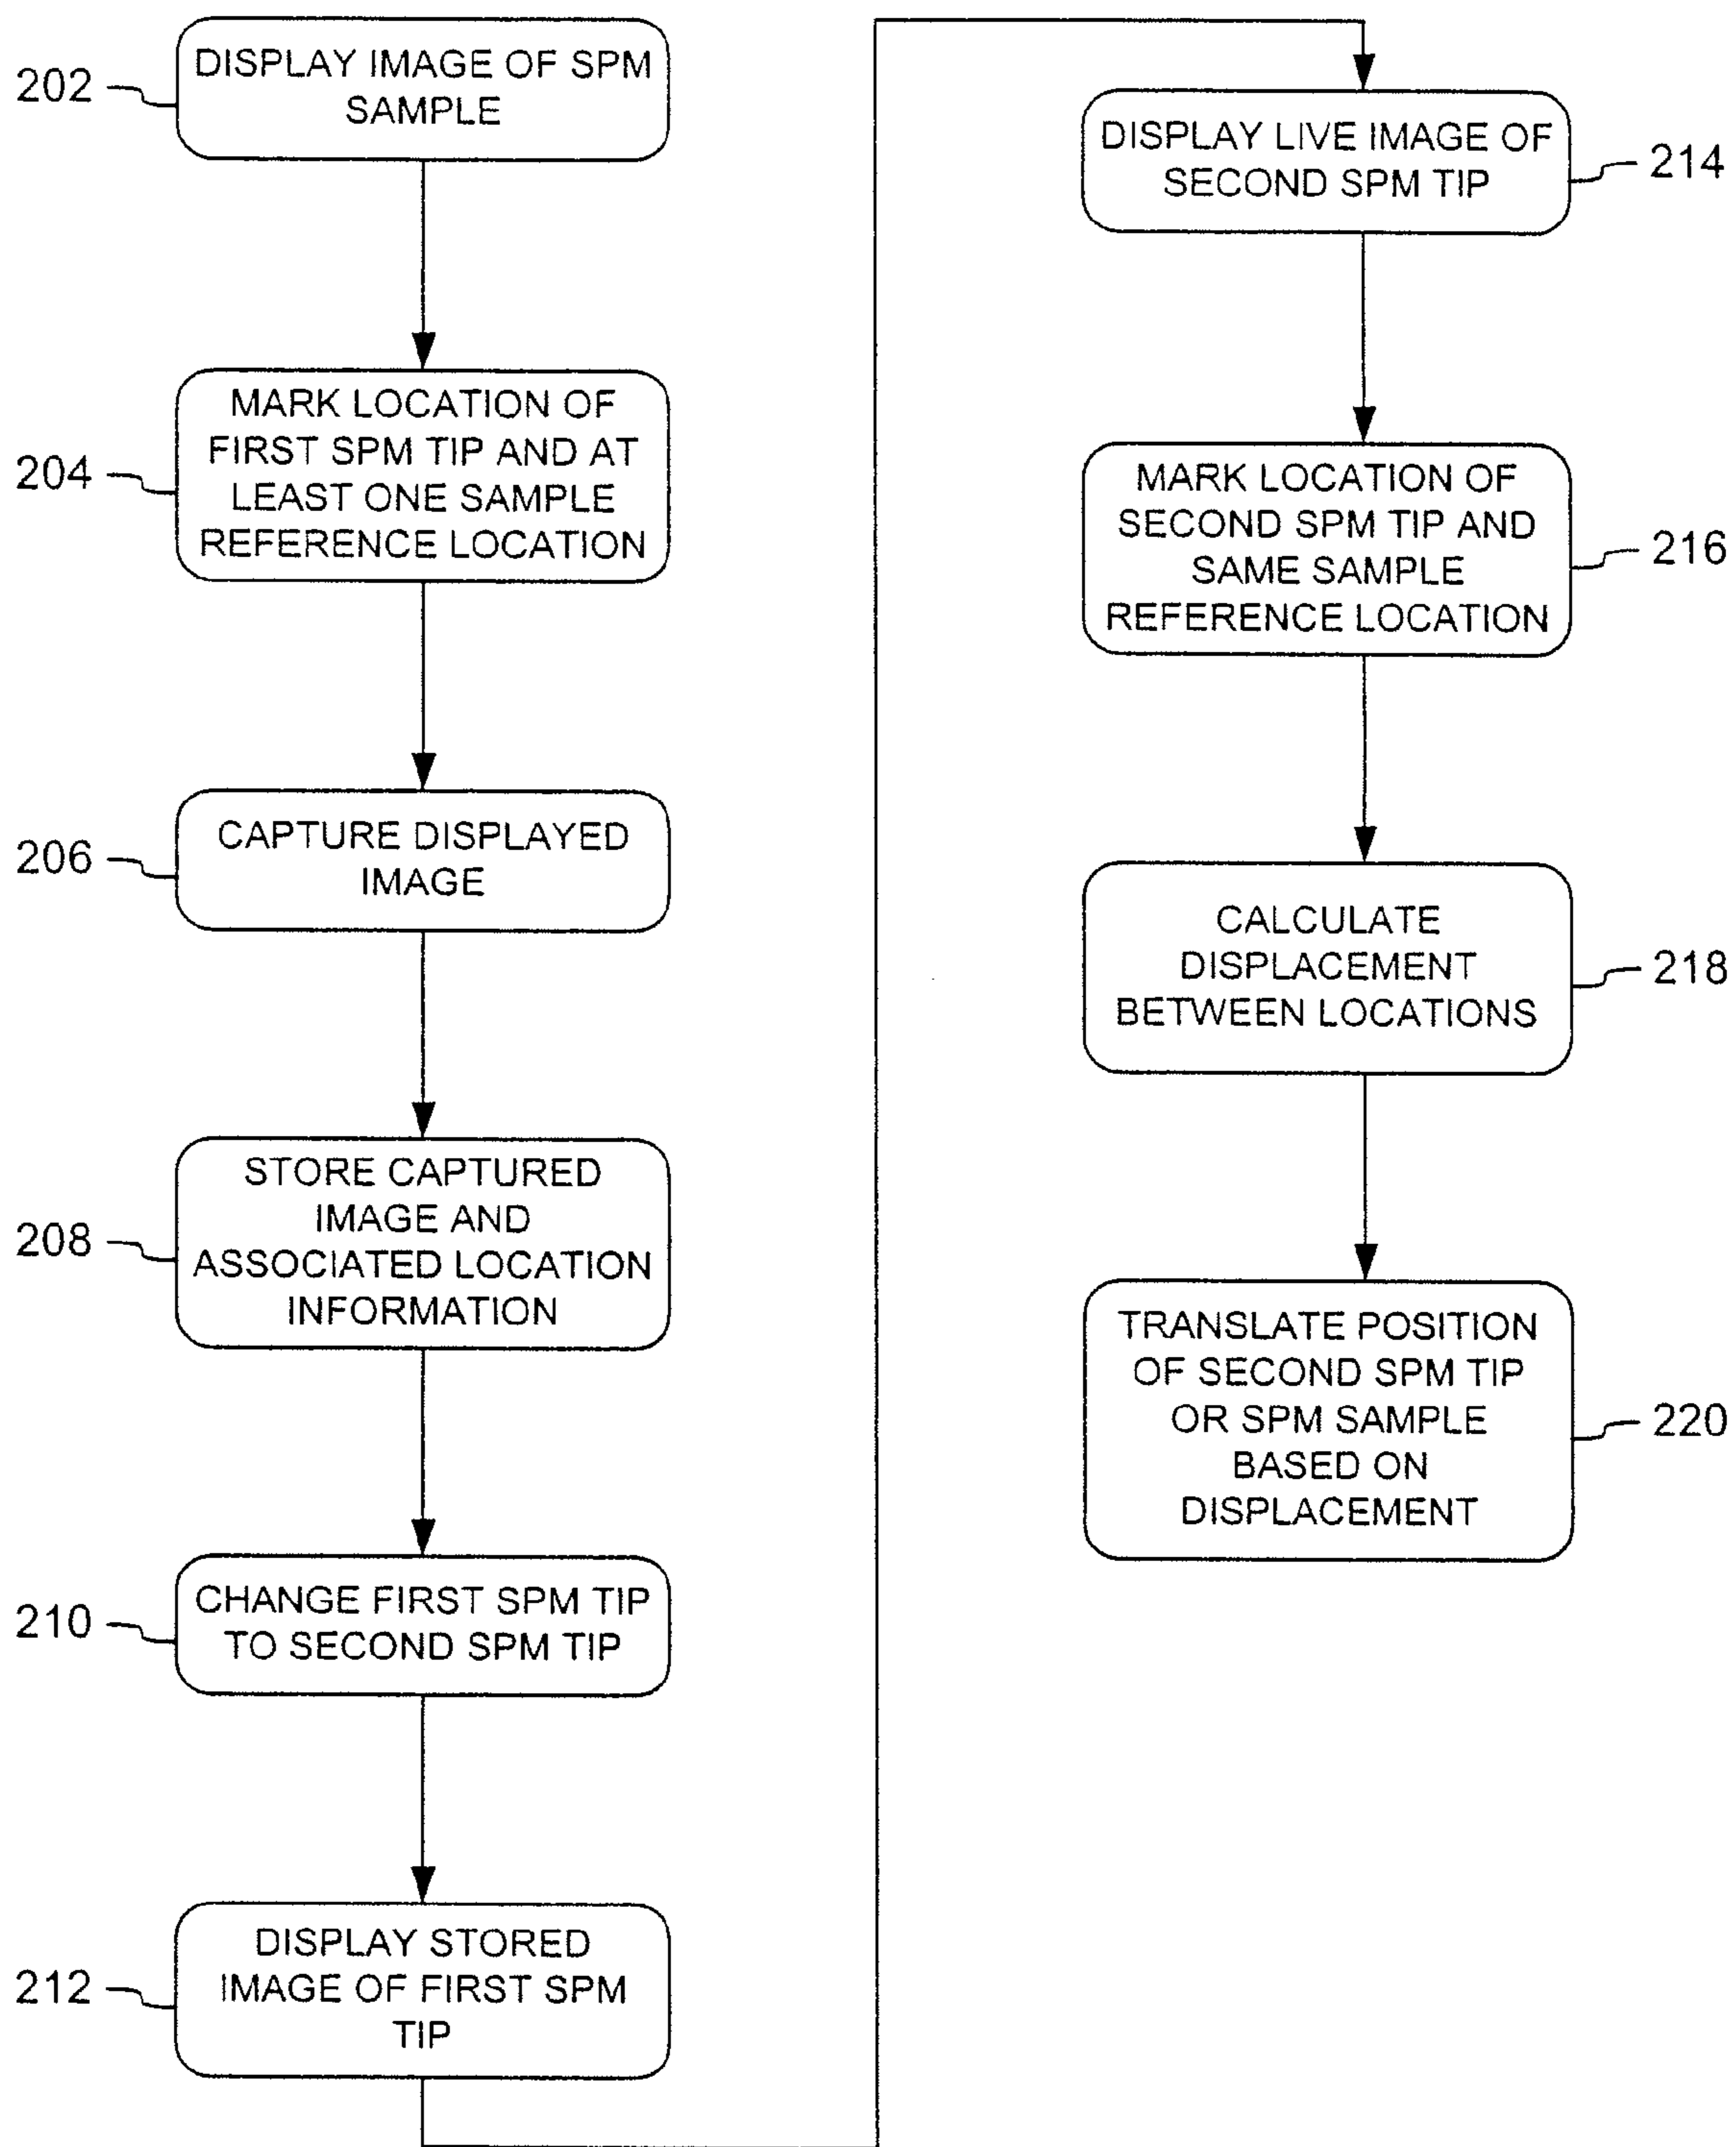 202
DISPLAY IMAGE OF SPM
SAMPLE
204
MARK LOCATION OF
FIRST SPM TIP AND AT
LEAST ONE SAMPLE
REFERENCE LOCATION
206
CAPTURE DISPLAYED
IMAGE
208
STORE CAPTURED
IMAGE AND
ASSOCIATED LOCATION
INFORMATION
210
CHANGE FIRST SPM TIP
TO SECOND SPM TIP
212
DISPLAY STORED
IMAGE OF FIRST SPM
TIP
DISPLAY LIVE IMAGE OF
SECOND SPM TIP
214
MARK LOCATION OF
SECOND SPM TIP AND
SAME SAMPLE
REFERENCE LOCATION
216
CALCULATE
DISPLACEMENT
BETWEEN LOCATIONS
218
TRANSLATE POSITION
OF SECOND SPM TIP
OR SPM SAMPLE
BASED ON
DISPLACEMENT
220